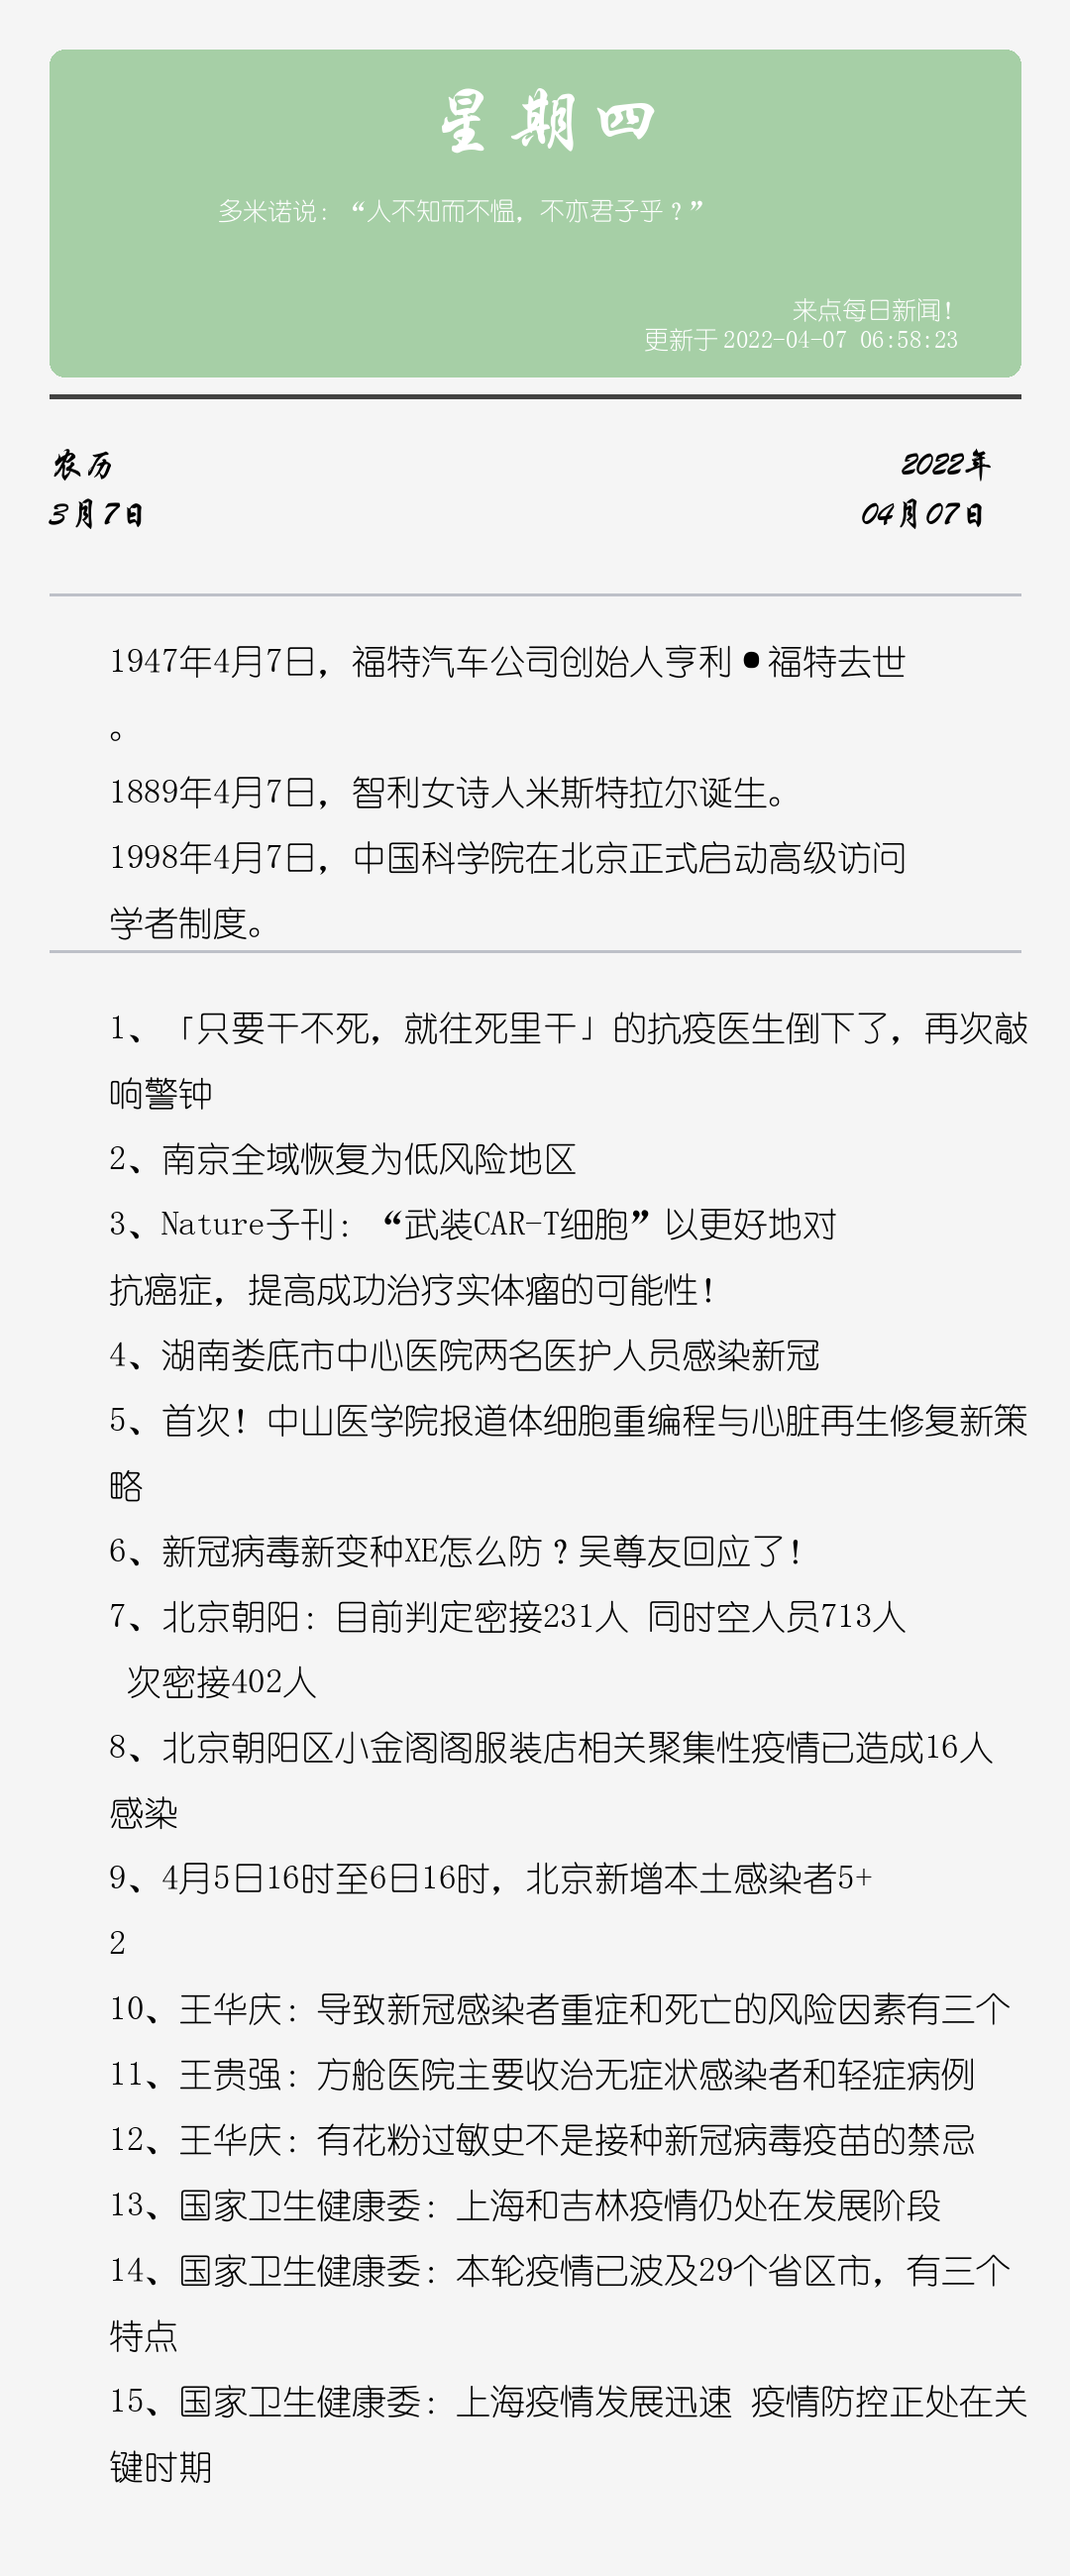 星期四
多米诺说：“人不知而不愠，不亦君子乎？”
来点每日新闻！
更新于 2022-04-07 06:58:23
农历
2022年
3月7日
04月07日
1947年4月7日，福特汽车公司创始人亨利•福特去世
。
1889年4月7日，智利女诗人米斯特拉尔诞生。
1998年4月7日，中国科学院在北京正式启动高级访问
学者制度。
1、「只要干不死，就往死里干」的抗疫医生倒下了，再次敲
响警钟
2、南京全域恢复为低风险地区
3、Nature子刊：“武装CAR-T细胞”以更好地对
抗癌症，提高成功治疗实体瘤的可能性！
4、湖南娄底市中心医院两名医护人员感染新冠
5、首次！中山医学院报道体细胞重编程与心脏再生修复新策
略
6、新冠病毒新变种XE怎么防？吴尊友回应了！
7、北京朝阳：目前判定密接231人 同时空人员713人
次密接402人
8、北京朝阳区小金阁阁服装店相关聚集性疫情已造成16人
感染
9、4月5日16时至6日16时，北京新增本土感染者5+
2
10、王华庆：导致新冠感染者重症和死亡的风险因素有三个
11、王贵强：方舱医院主要收治无症状感染者和轻症病例
12、王华庆：有花粉过敏史不是接种新冠病毒疫苗的禁忌
13、国家卫生健康委：上海和吉林疫情仍处在发展阶段
14、国家卫生健康委：本轮疫情已波及29个省区市，有三个
特点
15、国家卫生健康委：上海疫情发展迅速 疫情防控正处在关
键时期